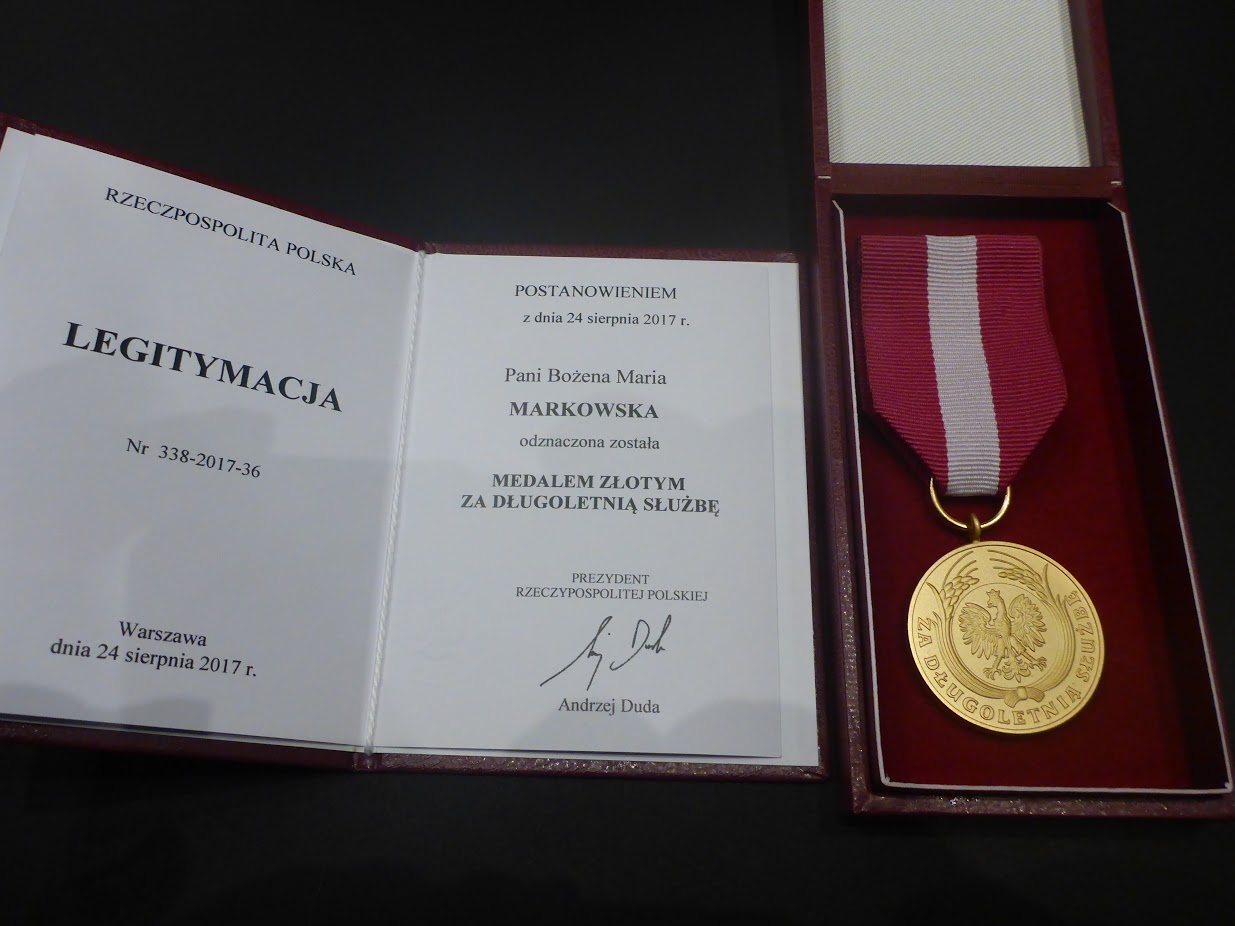 RZECZPOSPOLITA POLSKA
LEGITYMACJA
Nr 338-2017-36
Warszawa
dnia 24 sierpnia 2017 r.
POSTANOWIENIEM
z dnia 24 sierpnia 2017 r.
Pani Bożena Maria
MARKOWSKA
odznaczona została
MEDALEM ZŁOTYM
ZA DŁUGOLETNIĄ SŁUŻBĘ
PREZYDENT
RZECZYPOSPOLITEJ POLSKIEJ
Andrzej Duda
ZA DŁUGOLETNIĄ SŁUŻBĘ